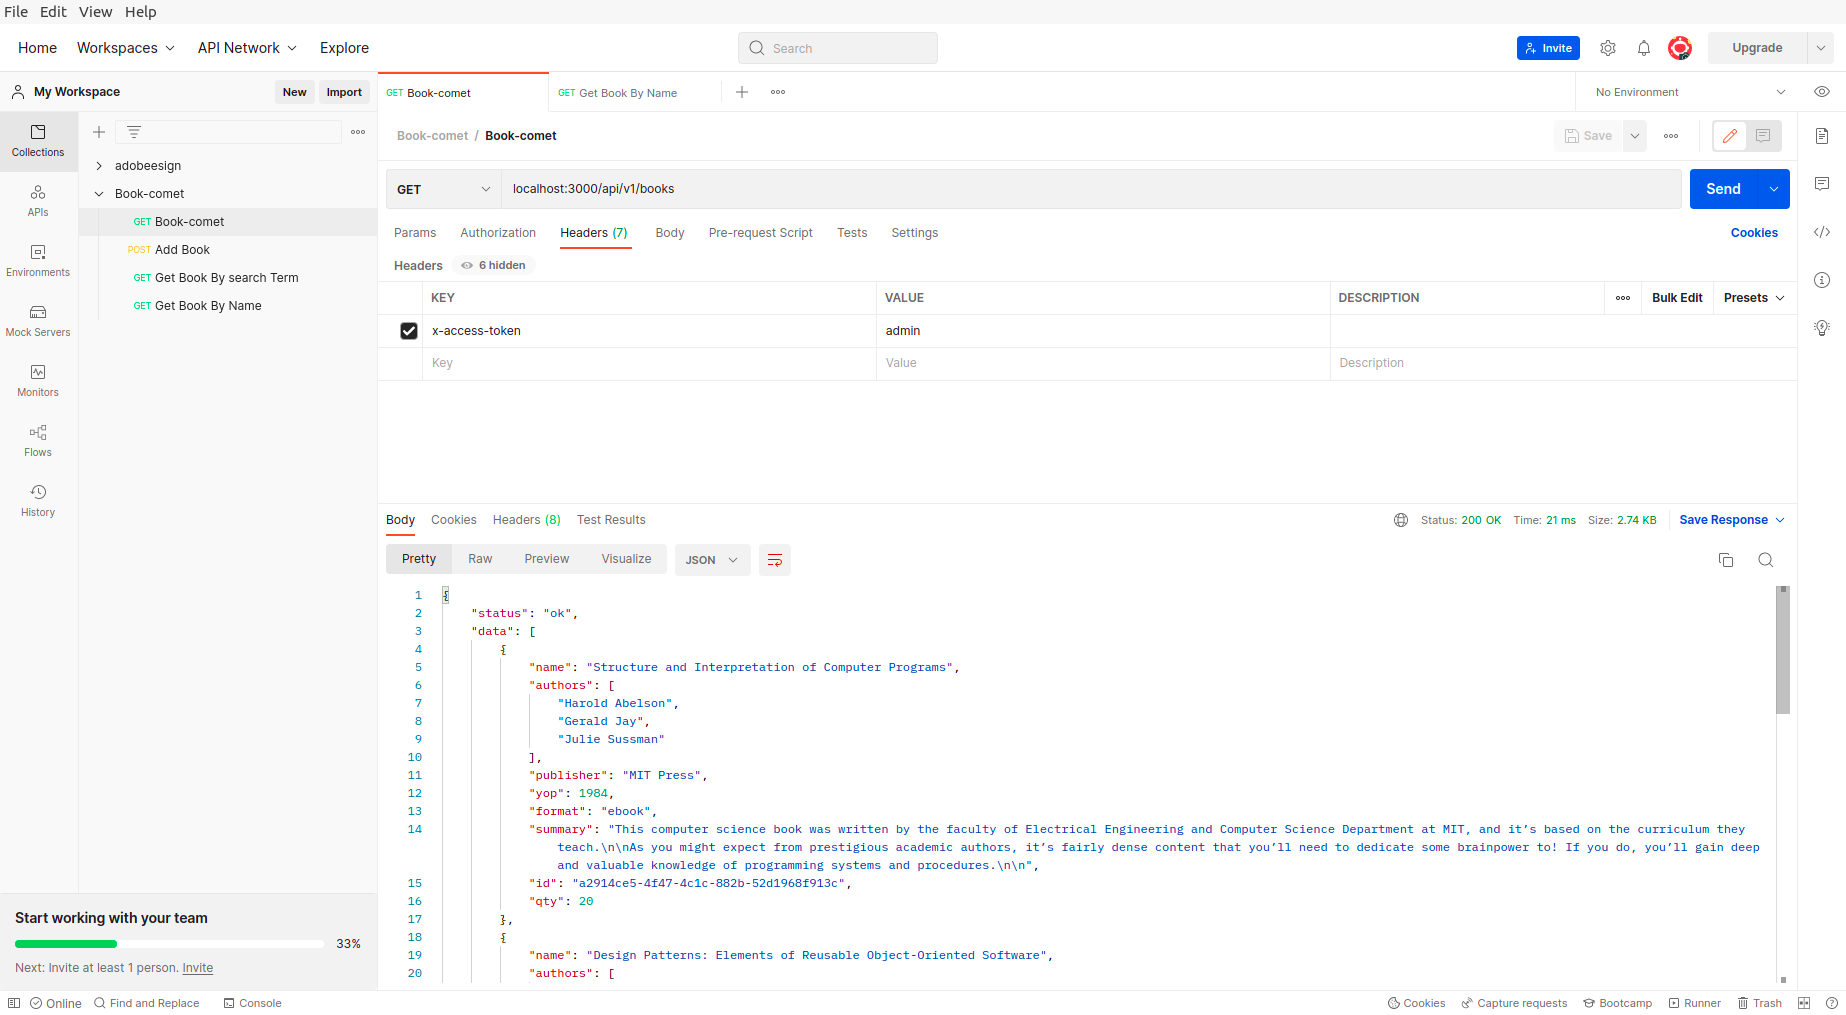 File Edit View Help
Home Workspaces API Network Explore Search Invite Upgrade
My Workspace New Import
GET Book-comet GET Get Book By Name No Environment
Collections
APIs
Environments
Mock Servers
Monitors
Flows
History
adobeesign
Book-comet
GET Book-comet
POST Add Book
GET Get Book By search Term
GET Get Book By Name
Book-comet / Book-comet Save
GET localhost:3000/api/v1/books Send
Params Authorization Headers (7) Body Pre-request Script Tests Settings Cookies
Headers 6 hidden
KEY VALUE DESCRIPTION Bulk Edit Presets
x-access-token admin
Key Value Description
Body Cookies Headers (8) Test Results Status: 200 OK Time: 21 ms Size: 2.74 KB Save Response
Pretty Raw Preview Visualize JSON
1 {
2 "status": "ok",
3 "data": [
4 {
5 "name": "Structure and Interpretation of Computer Programs",
6 "authors": [
7 "Harold Abelson",
8 "Gerald Jay",
9 "Julie Sussman"
10 ],
11 "publisher": "MIT Press",
12 "yop": 1984,
13 "format": "ebook",
14 "summary": "This computer science book was written by the faculty of Electrical Engineering and Computer Science Department at MIT, and it’s based on the curriculum they
teach.\n\nAs you might expect from prestigious academic authors, it’s fairly dense content that you’ll need to dedicate some brainpower to! If you do, you’ll gain deep
and valuable knowledge of programming systems and procedures.\n\n",
15 "id": "a2914ce5-4f47-4c1c-882b-52d1968f913c",
16 "qty": 20
17 },
18 {
19 "name": "Design Patterns: Elements of Reusable Object-Oriented Software",
20 "authors": [
Start working with your team
33%
Next: Invite at least 1 person. Invite
Online Find and Replace Console Cookies Capture requests Bootcamp Runner Trash